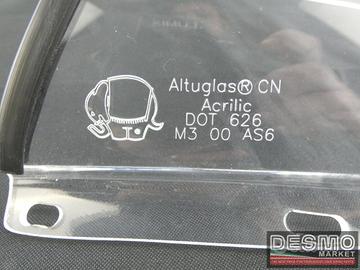 Altuglas® CN
Acrilic
DOT 626
M3 00 AS6
DESMO
MARKET